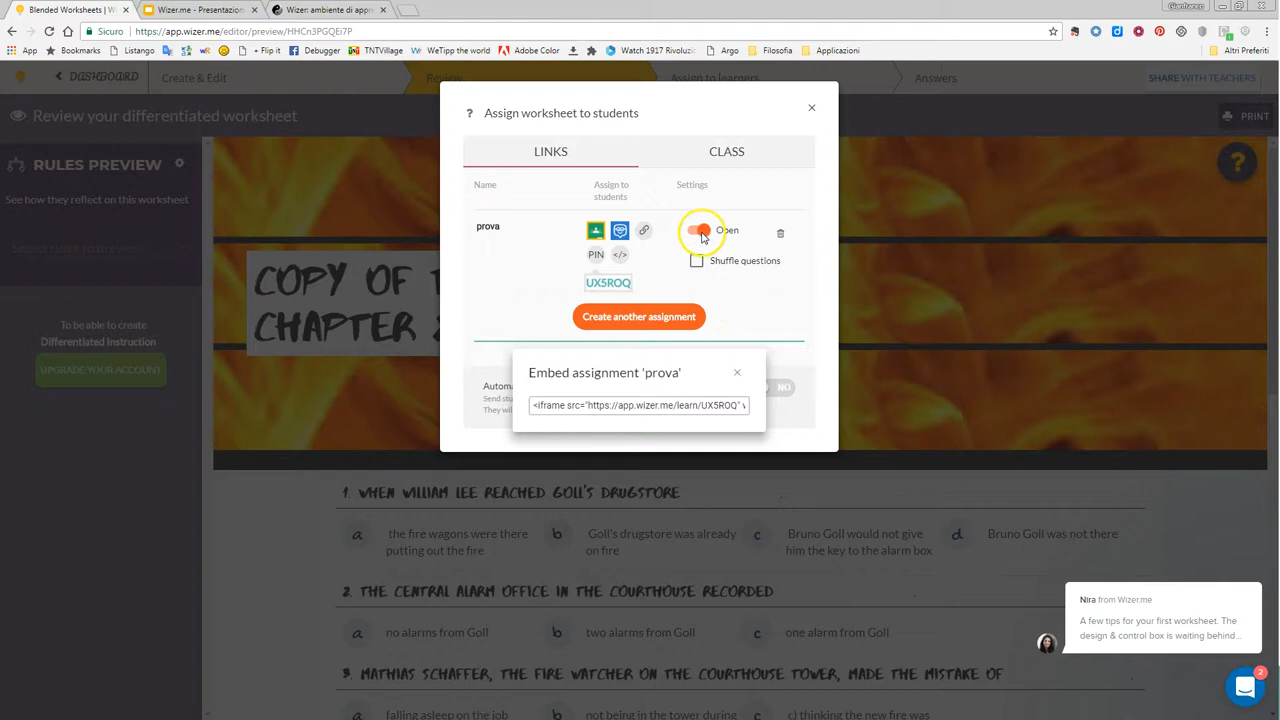 Gianfranco
Blended Worksheets | W
Wizer.me - Presentazion
Wizer: ambiente di appr
Sicuro
https://app.wizer.me/editor/preview/HHCn3PGQEi7P
App
Bookmarks
Listango
+ Flip it
Debugger
TNTVillage
WeTipp the world
Adobe Color
Downloads
Watch 1917 Rivoluzi
Argo
Filosofia
Applicazioni
Altri Preferiti
DASHBOARD
Create & Edit
Review
Assign to learners
Answers
SHARE WITH TEACHERS
Review your differentiated worksheet
PRINT
RULES PREVIEW
See how they reflect on this worksheet
To be able to create
Differentiated Instruction
UPGRADE YOUR ACCOUNT
COPY OF
CHAPTER
?
? Assign worksheet to students
LINKS
CLASS
Name
Assign to
students
Settings
prova
Open
PIN
</>
Shuffle questions
UX5ROQ
Create another assignment
Autom
Send stu
They wil
NO
Embed assignment 'prova'
<iframe src="https://app.wizer.me/learn/UX5ROQ" w
1. WHEN WILLIAM LEE REACHED GOLL'S DRUGSTORE
a the fire wagons were there
putting out the fire
b Goll's drugstore was already
on fire
c Bruno Goll would not give
him the key to the alarm box
d Bruno Goll was not there
2. THE CENTRAL ALARM OFFICE IN THE COURTHOUSE RECORDED
a no alarms from Goll
b two alarms from Goll
c one alarm from Goll
3. MATHIAS SCHAFFER, THE FIRE WATCHER ON THE COURTHOUSE TOWER, MADE THE MISTAKE OF
falling asleep on the job
not being in the tower during
c) thinking the new fire was
Nira from Wizer.me
A few tips for your first worksheet. The
design & control box is waiting behind...
2